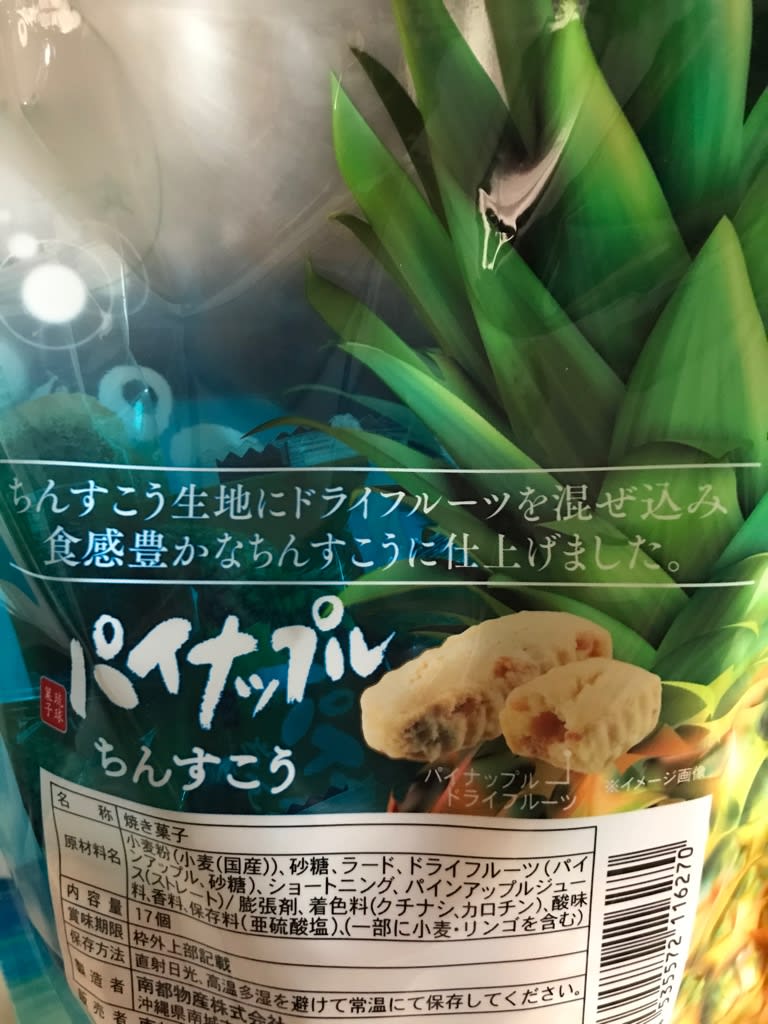 ちんすこう生地にドライフルーツを混ぜ込み
食感豊かなちんすこうに仕上げました。
パイナップル
琉球菓子
ちんすこう
パイナップル
ドライフルーツ
※イメージ画像
名称 焼き菓子
原材料名 小麦粉(小麦(国産))、砂糖、ラード、ドライフルーツ(パイ
ンアップル、砂糖)、ショートニング、パインアップルジュー
ス(ストレート)/膨張剤、着色料(クチナシ、カロチン)、酸味
料、香料、保存料(亜硫酸塩)、(一部に小麦・リンゴを含む)
内容量 17個
賞味期限 枠外上部記載
保存方法 直射日光、高温多湿を避けて常温にて保存してください。
製造者 南都物産株式会社
沖縄県南城
販売者
535572 116270